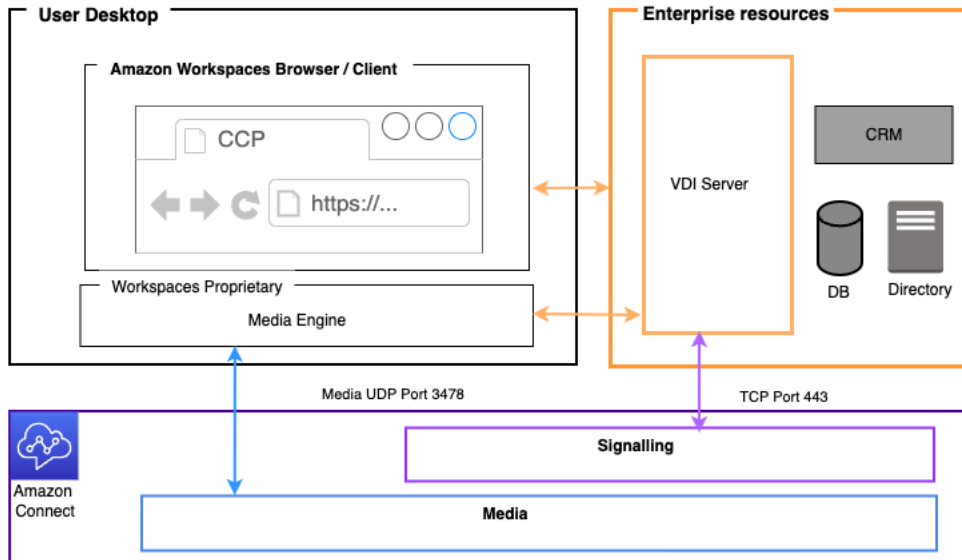 User Desktop
Enterprise resources
Amazon Workspaces Browser / Client
CCP
https://...
VDI Server
CRM
DB
Directory
Workspaces Proprietary
Media Engine
Media UDP Port 3478
TCP Port 443
Signalling
Amazon
Connect
Media